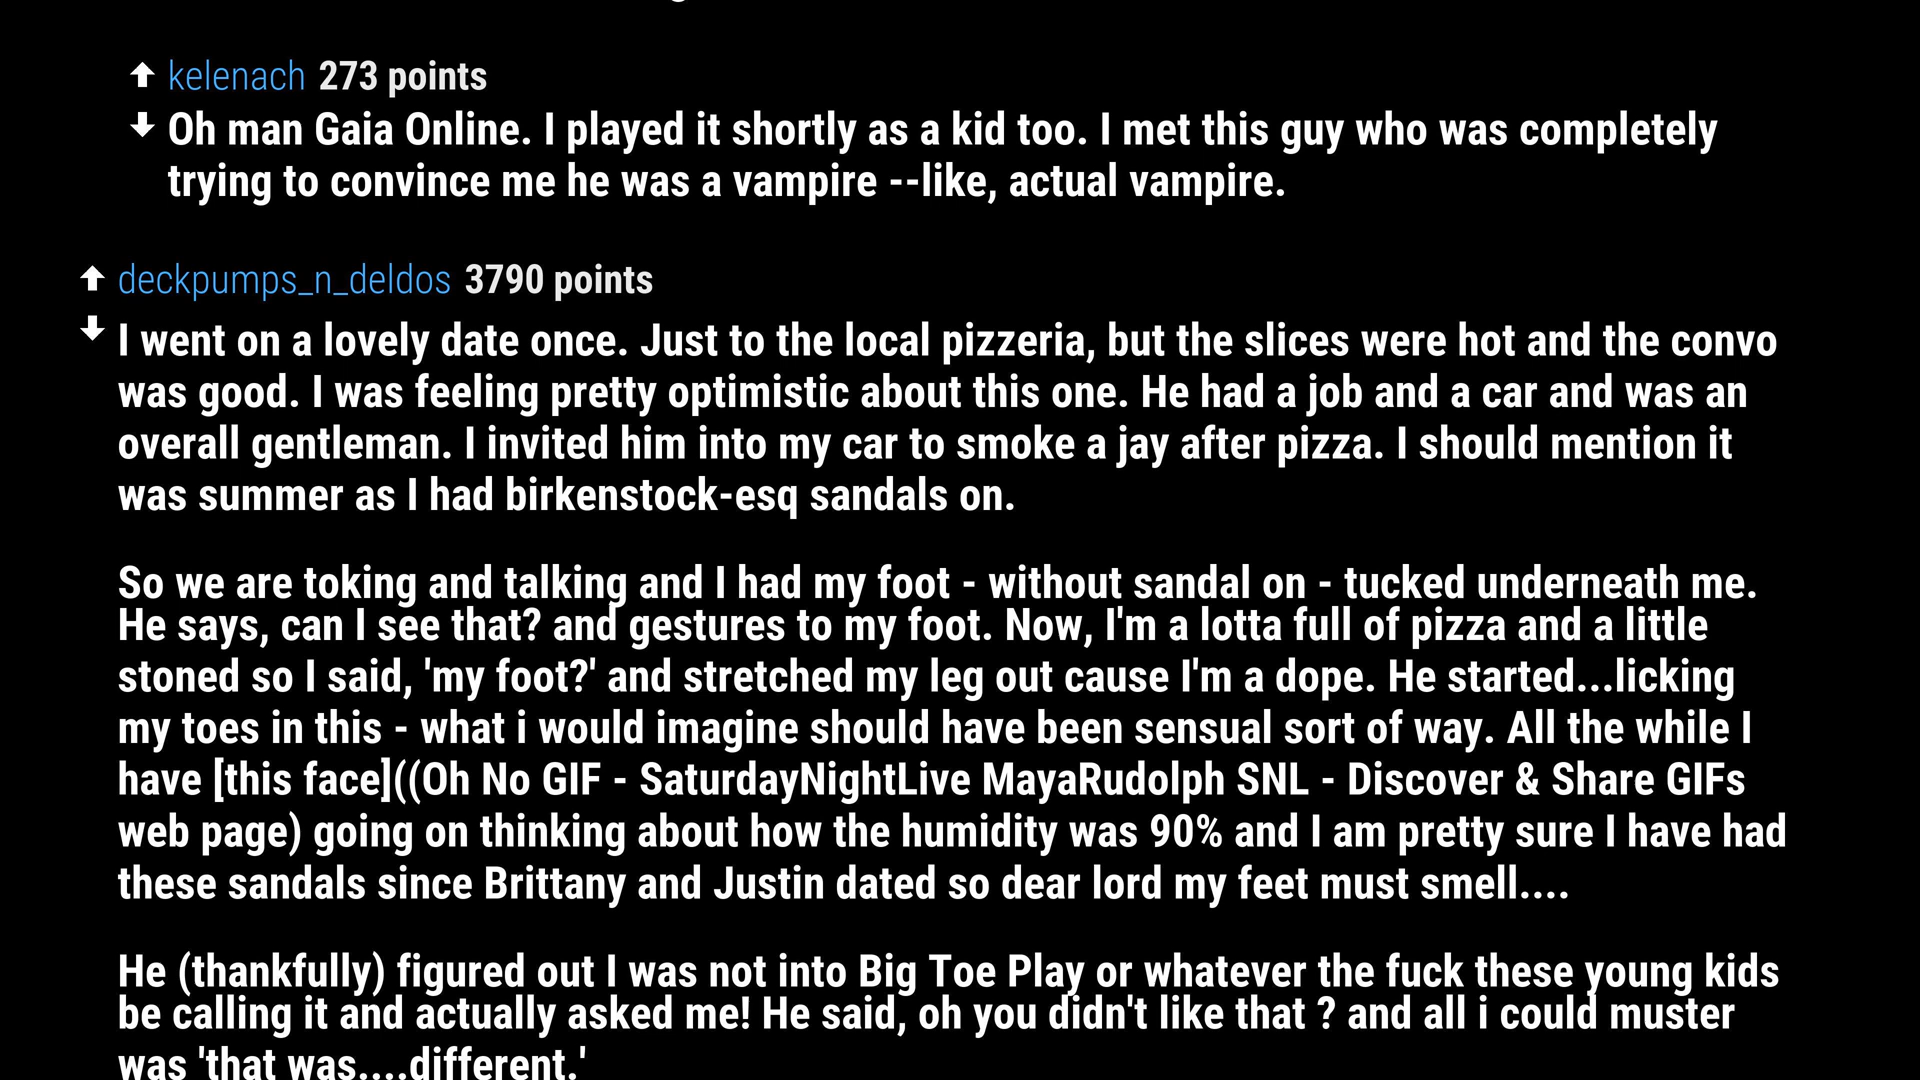 kelenach 273 points
Oh man Gaia Online. I played it shortly as a kid too. I met this guy who was completely
trying to convince me he was a vampire --like, actual vampire.
deckpumps_n_deldos 3790 points
I went on a lovely date once. Just to the local pizzeria, but the slices were hot and the convo
was good. I was feeling pretty optimistic about this one. He had a job and a car and was an
overall gentleman. I invited him into my car to smoke a jay after pizza. I should mention it
was summer as I had birkenstock-esq sandals on.
So we are toking and talking and I had my foot - without sandal on - tucked underneath me.
He says, can I see that? and gestures to my foot. Now, I'm a lotta full of pizza and a little
stoned so I said, 'my foot?' and stretched my leg out cause I'm a dope. He started...licking
my toes in this - what i would imagine should have been sensual sort of way. All the while I
have [this face]((Oh No GIF - SaturdayNightLive MayaRudolph SNL - Discover & Share GIFs
web page) going on thinking about how the humidity was 90% and I am pretty sure I have had
these sandals since Brittany and Justin dated so dear lord my feet must smell....
He (thankfully) figured out I was not into Big Toe Play or whatever the fuck these young kids
be calling it and actually asked me! He said, oh you didn't like that ? and all i could muster
was 'that was....different.'